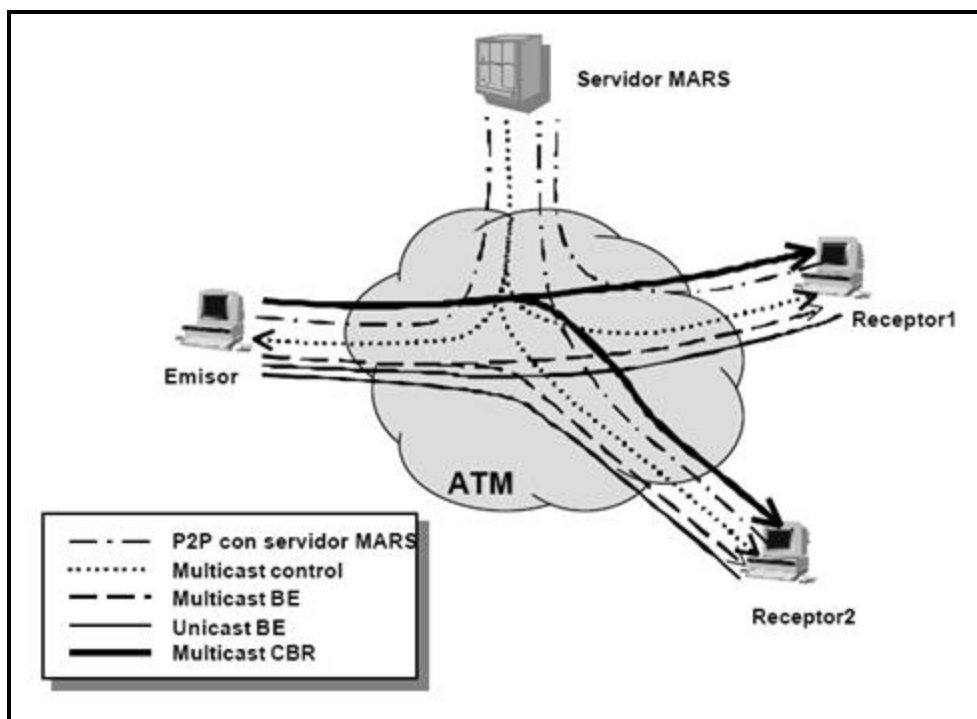 Servidor MARS
Receptor1
Emisor
ATM
P2P con servidor MARS
Multicast control
Multicast BE
Unicast BE
Multicast CBR
Receptor2